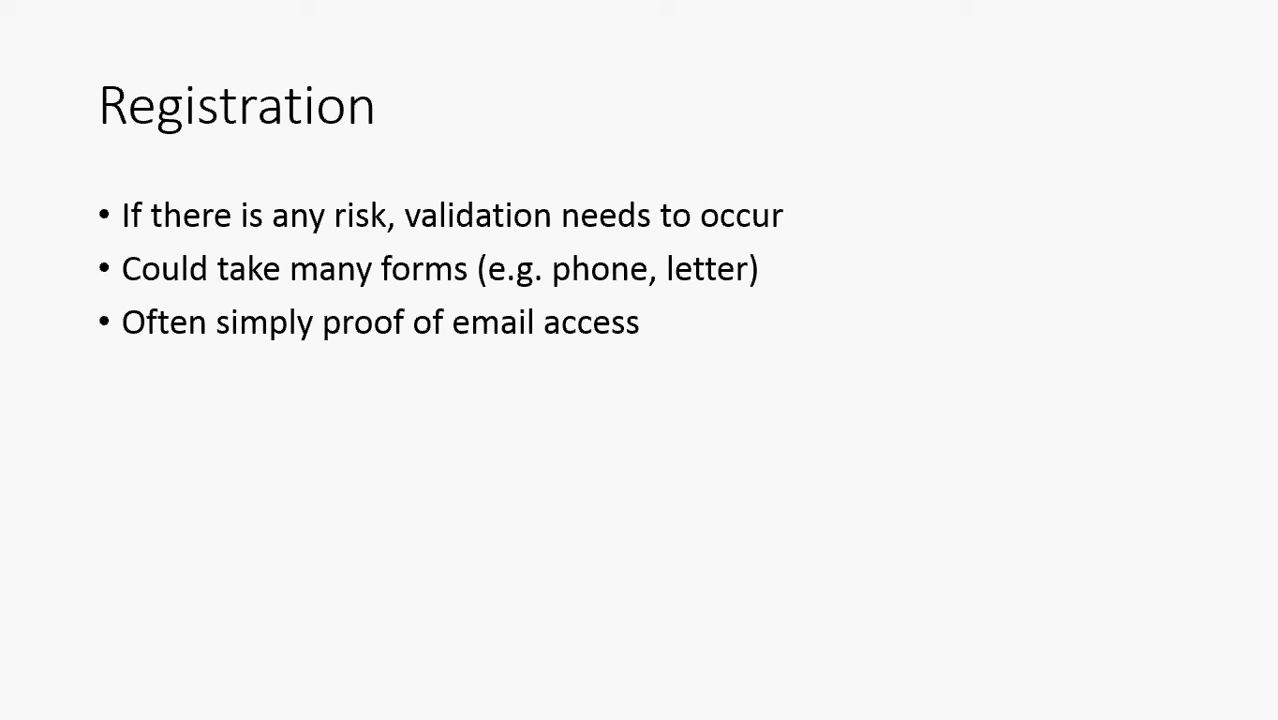 Registration
• If there is any risk, validation needs to occur
• Could take many forms (e.g. phone, letter)
• Often simply proof of email access